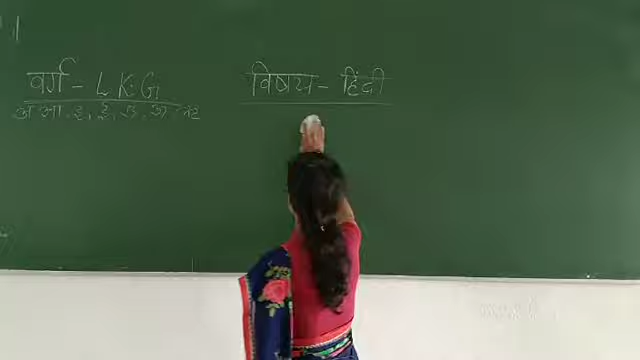 वर्ग - L K.G.
विषय - हिंदी
अ आ, इ, ई, उ, ऊ